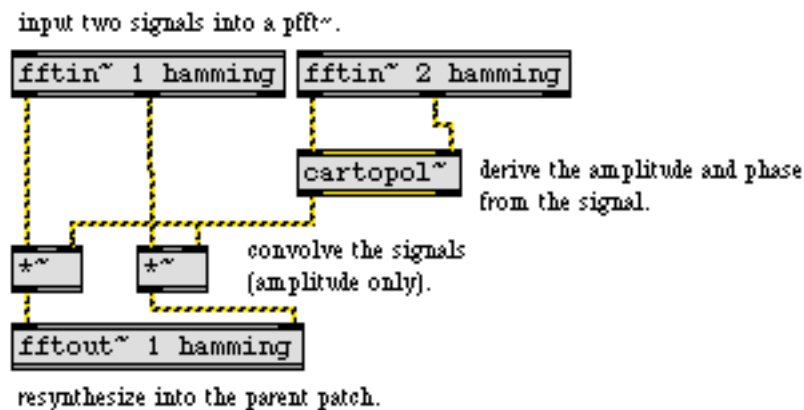 input two signals into a pfft~.
fftin~ 1 hamming
fftin~ 2 hamming
cartopol~
derive the amplitude and phase
from the signal.
*~
*~
convolve the signals
(amplitude only).
fftout~ 1 hamming
resynthesize into the parent patch.